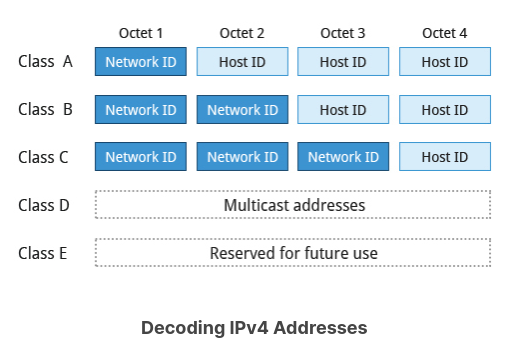 Octet 1 Octet 2 Octet 3 Octet 4
Class A Network ID Host ID Host ID Host ID
Class B Network ID Network ID Host ID Host ID
Class C Network ID Network ID Network ID Host ID
Class D Multicast addresses
Class E Reserved for future use
Decoding IPv4 Addresses